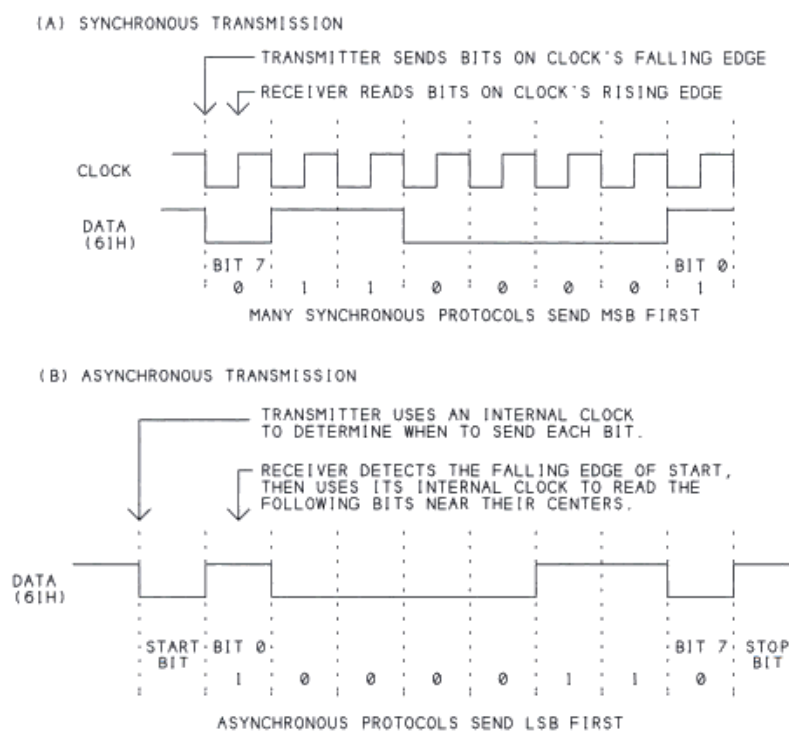 (A) SYNCHRONOUS TRANSMISSION
TRANSMITTER SENDS BITS ON CLOCK'S FALLING EDGE
RECEIVER READS BITS ON CLOCK'S RISING EDGE
CLOCK
DATA
(61H)
BIT 7 BIT 0
0 1 1 0 0 0 0 1
MANY SYNCHRONOUS PROTOCOLS SEND MSB FIRST
(B) ASYNCHRONOUS TRANSMISSION
TRANSMITTER USES AN INTERNAL CLOCK
TO DETERMINE WHEN TO SEND EACH BIT.
RECEIVER DETECTS THE FALLING EDGE OF START,
THEN USES ITS INTERNAL CLOCK TO READ THE
FOLLOWING BITS NEAR THEIR CENTERS.
DATA
(61H)
START BIT 0 BIT 7 STOP
BIT BIT
1 0 0 0 0 1 1 0
ASYNCHRONOUS PROTOCOLS SEND LSB FIRST